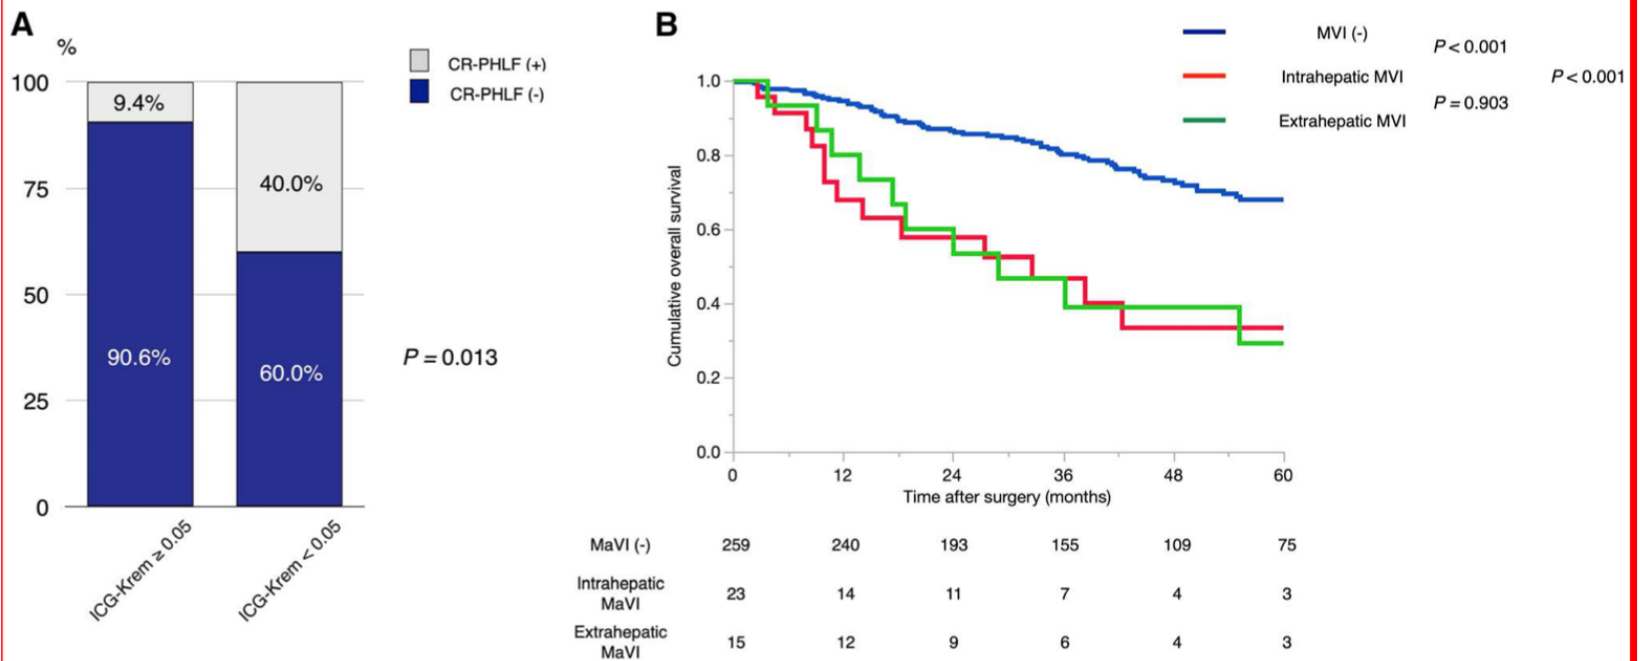 A
%
100
75
50
25
0
9.4%
90.6%
40.0%
60.0%
ICG-Krem ≥ 0.05
ICG-Krem < 0.05
CR-PHLF (+)
CR-PHLF (-)
P = 0.013
B
MVI (-)
Intrahepatic MVI
Extrahepatic MVI
P < 0.001
P = 0.903
P < 0.001
Cumulative overall survival
1.0
0.8
0.6
0.4
0.2
0.0
0 12 24 36 48 60
Time after surgery (months)
MaVI (-) 259 240 193 155 109 75
Intrahepatic
MaVI
23 14 11 7 4 3
Extrahepatic
MaVI
15 12 9 6 4 3